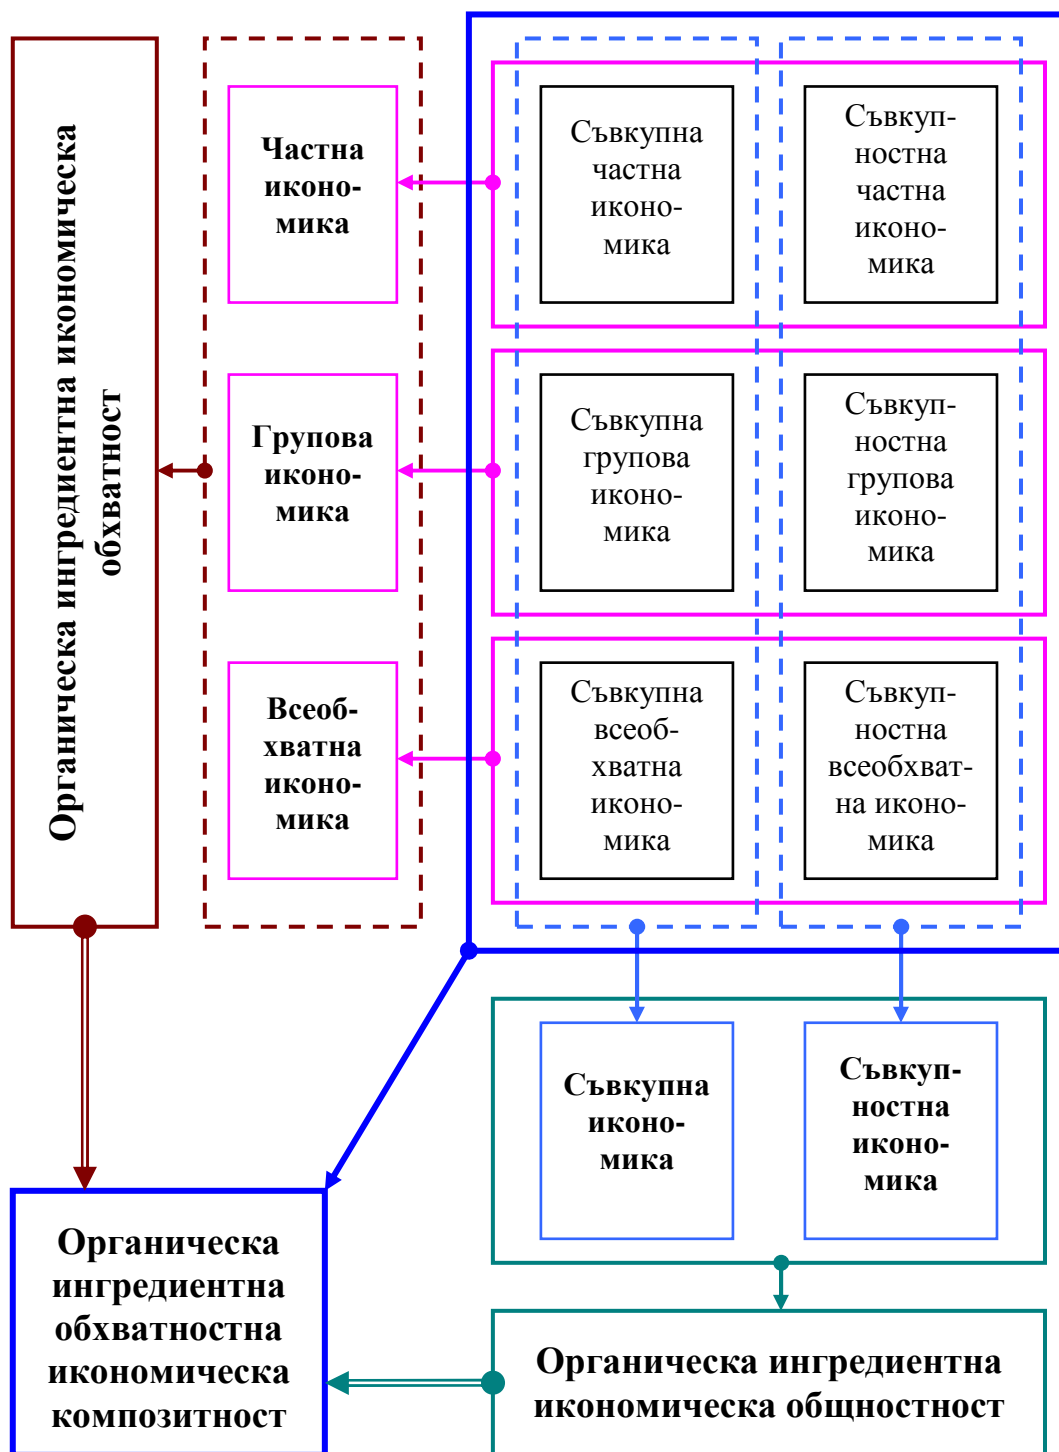 Органическа ингредиентна икономическа
обхватност
Частна
иконо-
мика
Съвкупна
частна
иконо-
мика
Съвкуп-
ностна
частна
иконо-
мика
Групова
иконо-
мика
Съвкупна
групова
иконо-
мика
Съвкуп-
ностна
групова
иконо-
мика
Всеоб-
хватна
иконо-
мика
Съвкупна
всеоб-
хватна
иконо-
мика
Съвкуп-
ностна
всеобхват-
на иконо-
мика
Съвкупна
иконо-
мика
Съвкуп-
ностна
иконо-
мика
Органическа
ингредиентна
обхватностна
икономическа
композитност
Органическа ингредиентна
икономическа общностност